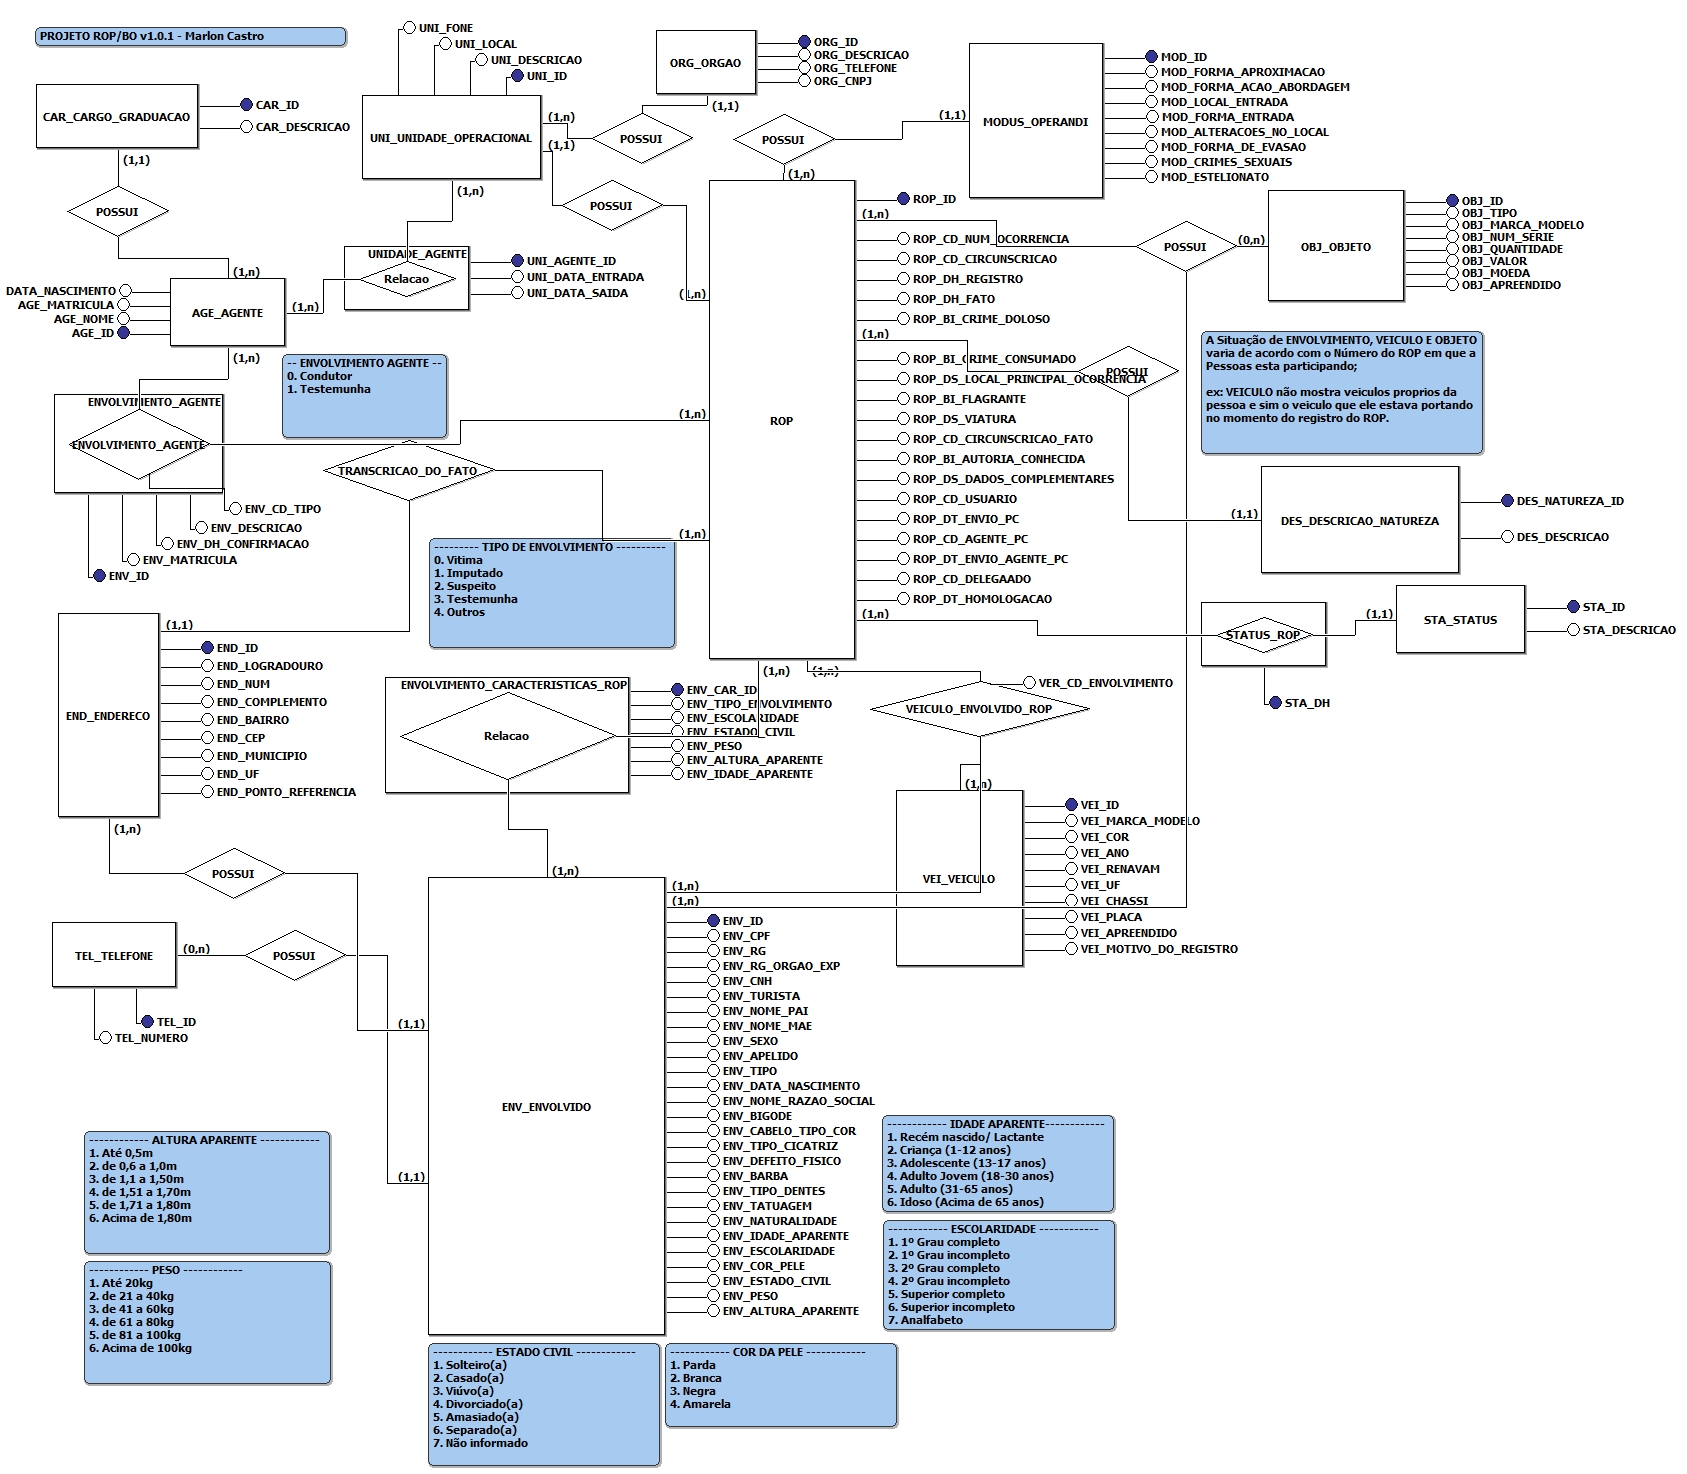 PROJETO ROP/BO v1.0.1 - Marlon Castro
UNI_FONE
UNI_LOCAL
UNI_DESCRICAO
UNI_ID
UNI_UNIDADE_OPERACIONAL
(1,n)
(1,1)
(1,n)
ORG_ORGAO
ORG_ID
ORG_DESCRICAO
ORG_TELEFONE
ORG_CNPJ
(1,1)
POSSUI
POSSUI
POSSUI
(1,1)
(1,n)
MODUS_OPERANDI
MOD_ID
MOD_FORMA_APROXIMACAO
MOD_FORMA_ACAO_ABORDAGEM
MOD_LOCAL_ENTRADA
MOD_FORMA_ENTRADA
MOD_ALTERACOES_NO_LOCAL
MOD_FORMA_DE_EVASAO
MOD_CRIMES_SEXUAIS
MOD_ESTELIONATO
CAR_CARGO_GRADUACAO
CAR_ID
CAR_DESCRICAO
(1,1)
POSSUI
(1,n)
DATA_NASCIMENTO
AGE_MATRICULA
AGE_NOME
AGE_ID
AGE_AGENTE
(1,n)
(1,n)
UNIDADE_AGENTE
Relacao
UNI_AGENTE_ID
UNI_DATA_ENTRADA
UNI_DATA_SAIDA
(1,n)
-- ENVOLVIMENTO AGENTE --
0. Condutor
1. Testemunha
ENVOLVIMENTO_AGENTE
ENVOLVIMENTO_AGENTE
ENV_CD_TIPO
ENV_DESCRICAO
ENV_DH_CONFIRMACAO
ENV_MATRICULA
ENV_ID
(1,n)
TRANSCRICAO_DO_FATO
(1,n)
--------- TIPO DE ENVOLVIMENTO ----------
0. Vitima
1. Imputado
2. Suspeito
3. Testemunha
4. Outros
ROP
ROP_ID
(1,n)
ROP_CD_NUM_OCORRENCIA
ROP_CD_CIRCUNSCRICAO
ROP_DH_REGISTRO
ROP_DH_FATO
ROP_BI_CRIME_DOLOSO
(1,n)
ROP_BI_CRIME_CONSUMADO
ROP_DS_LOCAL_PRINCIPAL_OCORRENCIA
ROP_BI_FLAGRANTE
ROP_DS_VIATURA
ROP_CD_CIRCUNSCRICAO_FATO
ROP_BI_AUTORIA_CONHECIDA
ROP_DS_DADOS_COMPLEMENTARES
ROP_CD_USUARIO
ROP_DT_ENVIO_PC
ROP_CD_AGENTE_PC
ROP_DT_ENVIO_AGENTE_PC
ROP_CD_DELEGAADO
ROP_DT_HOMOLOGACAO
(1,n)
(1,n)
(1,n)
POSSUI
(0,n)
OBJ_OBJETO
OBJ_ID
OBJ_TIPO
OBJ_MARCA_MODELO
OBJ_NUM_SERIE
OBJ_QUANTIDADE
OBJ_VALOR
OBJ_MOEDA
OBJ_APREENDIDO
POSSUI
A Situação de ENVOLVIMENTO, VEICULO E OBJETO
varia de acordo com o Número do ROP em que a
Pessoas esta participando;
ex: VEICULO não mostra veiculos proprios da
pessoa e sim o veiculo que ele estava portando
no momento do registro do ROP.
(1,1)
DES_DESCRICAO_NATUREZA
DES_NATUREZA_ID
DES_DESCRICAO
STATUS_ROP
STA_DH
(1,1)
STA_STATUS
STA_ID
STA_DESCRICAO
(1,1)
END_ENDERECO
END_ID
END_LOGRADOURO
END_NUM
END_COMPLEMENTO
END_BAIRRO
END_CEP
END_MUNICIPIO
END_UF
END_PONTO_REFERENCIA
(1,n)
POSSUI
ENVOLVIMENTO_CARACTERISTICAS_ROP
Relacao
ENV_CAR_ID
ENV_TIPO_ENVOLVIMENTO
ENV_ESCOLARIDADE
ENV_ESTADO_CIVIL
ENV_PESO
ENV_ALTURA_APARENTE
ENV_IDADE_APARENTE
(1,n)
VER_CD_ENVOLVIMENTO
VEICULO_ENVOLVIDO_ROP
(1,n)
VEI_VEICULO
VEI_ID
VEI_MARCA_MODELO
VEI_COR
VEI_ANO
VEI_RENAVAM
VEI_UF
VEI_CHASSI
VEI_PLACA
VEI_APREENDIDO
VEI_MOTIVO_DO_REGISTRO
TEL_TELEFONE
(0,n)
POSSUI
TEL_ID
TEL_NUMERO
(1,1)
(1,1)
ENV_ENVOLVIDO
(1,n)
(1,n)
ENV_ID
ENV_CPF
ENV_RG
ENV_RG_ORGAO_EXP
ENV_CNH
ENV_TURISTA
ENV_NOME_PAI
ENV_NOME_MAE
ENV_SEXO
ENV_APELIDO
ENV_TIPO
ENV_DATA_NASCIMENTO
ENV_NOME_RAZAO_SOCIAL
ENV_BIGODE
ENV_CABELO_TIPO_COR
ENV_TIPO_CICATRIZ
ENV_DEFEITO_FISICO
ENV_BARBA
ENV_TIPO_DENTES
ENV_TATUAGEM
ENV_NATURALIDADE
ENV_IDADE_APARENTE
ENV_ESCOLARIDADE
ENV_COR_PELE
ENV_ESTADO_CIVIL
ENV_PESO
ENV_ALTURA_APARENTE
------------ ALTURA APARENTE ------------
1. Até 0,5m
2. de 0,6 a 1,0m
3. de 1,1 a 1,50m
4. de 1,51 a 1,70m
5. de 1,71 a 1,80m
6. Acima de 1,80m
------------ PESO ------------
1. Até 20kg
2. de 21 a 40kg
3. de 41 a 60kg
4. de 61 a 80kg
5. de 81 a 100kg
6. Acima de 100kg
------------ IDADE APARENTE------------
1. Recém nascido/ Lactante
2. Criança (1-12 anos)
3. Adolescente (13-17 anos)
4. Adulto Jovem (18-30 anos)
5. Adulto (31-65 anos)
6. Idoso (Acima de 65 anos)
------------ ESCOLARIDADE ------------
1. 1º Grau completo
2. 1º Grau incompleto
3. 2º Grau completo
4. 2º Grau incompleto
5. Superior completo
6. Superior incompleto
7. Analfabeto
------------ ESTADO CIVIL ------------
1. Solteiro(a)
2. Casado(a)
3. Viúvo(a)
4. Divorciado(a)
5. Amasiado(a)
6. Separado(a)
7. Não informado
------------ COR DA PELE ------------
1. Parda
2. Branca
3. Negra
4. Amarela